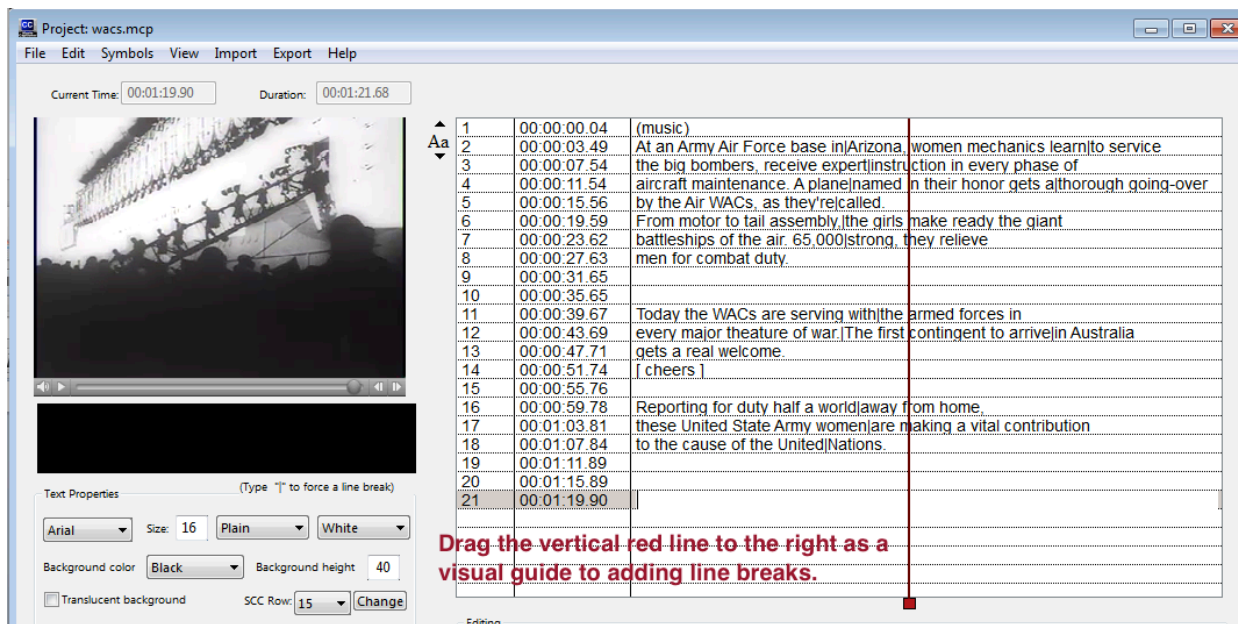 Project: wacs.mcp
File Edit Symbols View Import Export Help
Current Time: 00:01:19.90 Duration: 00:01:21.68
Aa
1 00:00:00.04 (music)
2 00:00:03.49 At an Army Air Force base in|Arizona, women mechanics learn|to service
3 00:00:07.54 the big bombers, receive expert|instruction in every phase of
4 00:00:11.54 aircraft maintenance. A plane|named in their honor gets a|thorough going-over
5 00:00:15.56 by the Air WACs, as they're|called.
6 00:00:19.59 From motor to tail assembly,|the girls make ready the giant
7 00:00:23.62 battleships of the air. 65,000|strong, they relieve
8 00:00:27.63 men for combat duty.
9 00:00:31.65
10 00:00:35.65
11 00:00:39.67 Today the WACs are serving with|the armed forces in
12 00:00:43.69 every major theature of war.|The first contingent to arrive|in Australia
13 00:00:47.71 gets a real welcome.
14 00:00:51.74 [ cheers ]
15 00:00:55.76
16 00:00:59.78 Reporting for duty half a world|away from home,
17 00:01:03.81 these United State Army women|are making a vital contribution
18 00:01:07.84 to the cause of the United|Nations.
19 00:01:11.89
20 00:01:15.89
21 00:01:19.90
(Type "|" to force a line break)
Text Properties
Arial Size: 16 Plain White
Background color Black Background height 40
Translucent background SCC Row: 15 Change
Drag the vertical red line to the right as a
visual guide to adding line breaks.
Editing